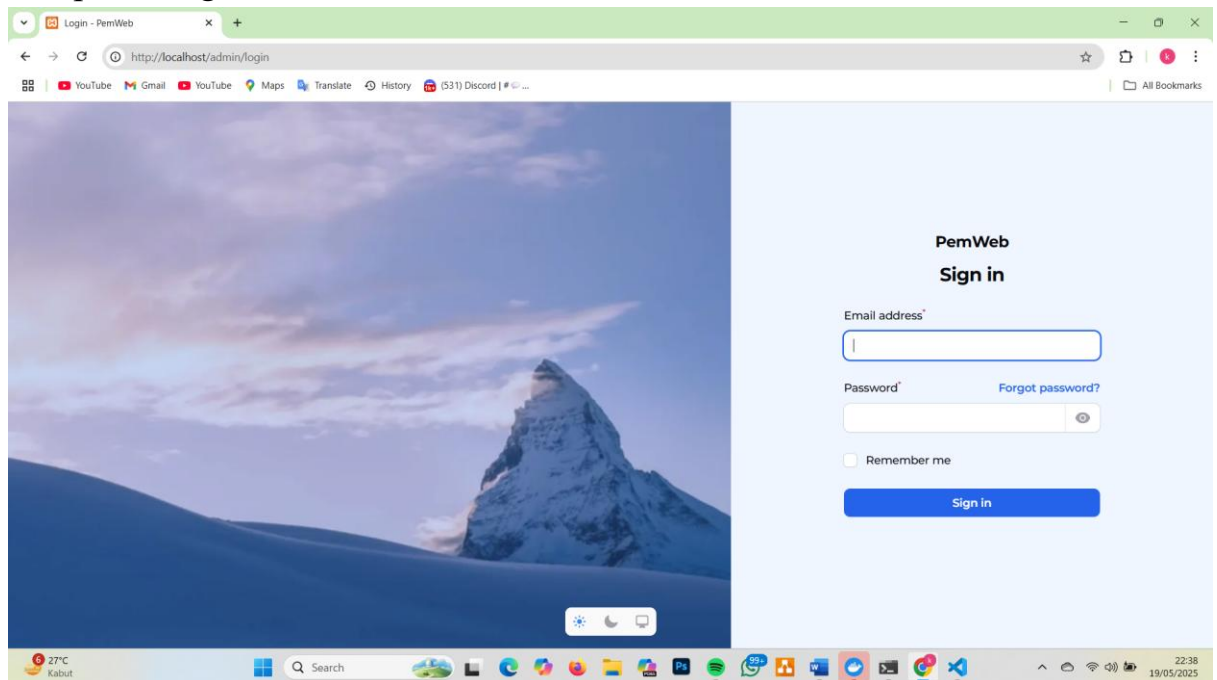 Login - PemWeb
http://localhost/admin/login
YouTube Gmail YouTube Maps Translate History (531) Discord | # ... All Bookmarks
PemWeb
Sign in
Email address*
Password* Forgot password?
Remember me
Sign in
6 27°C
Kabut
Search
99+
22:38
19/05/2025